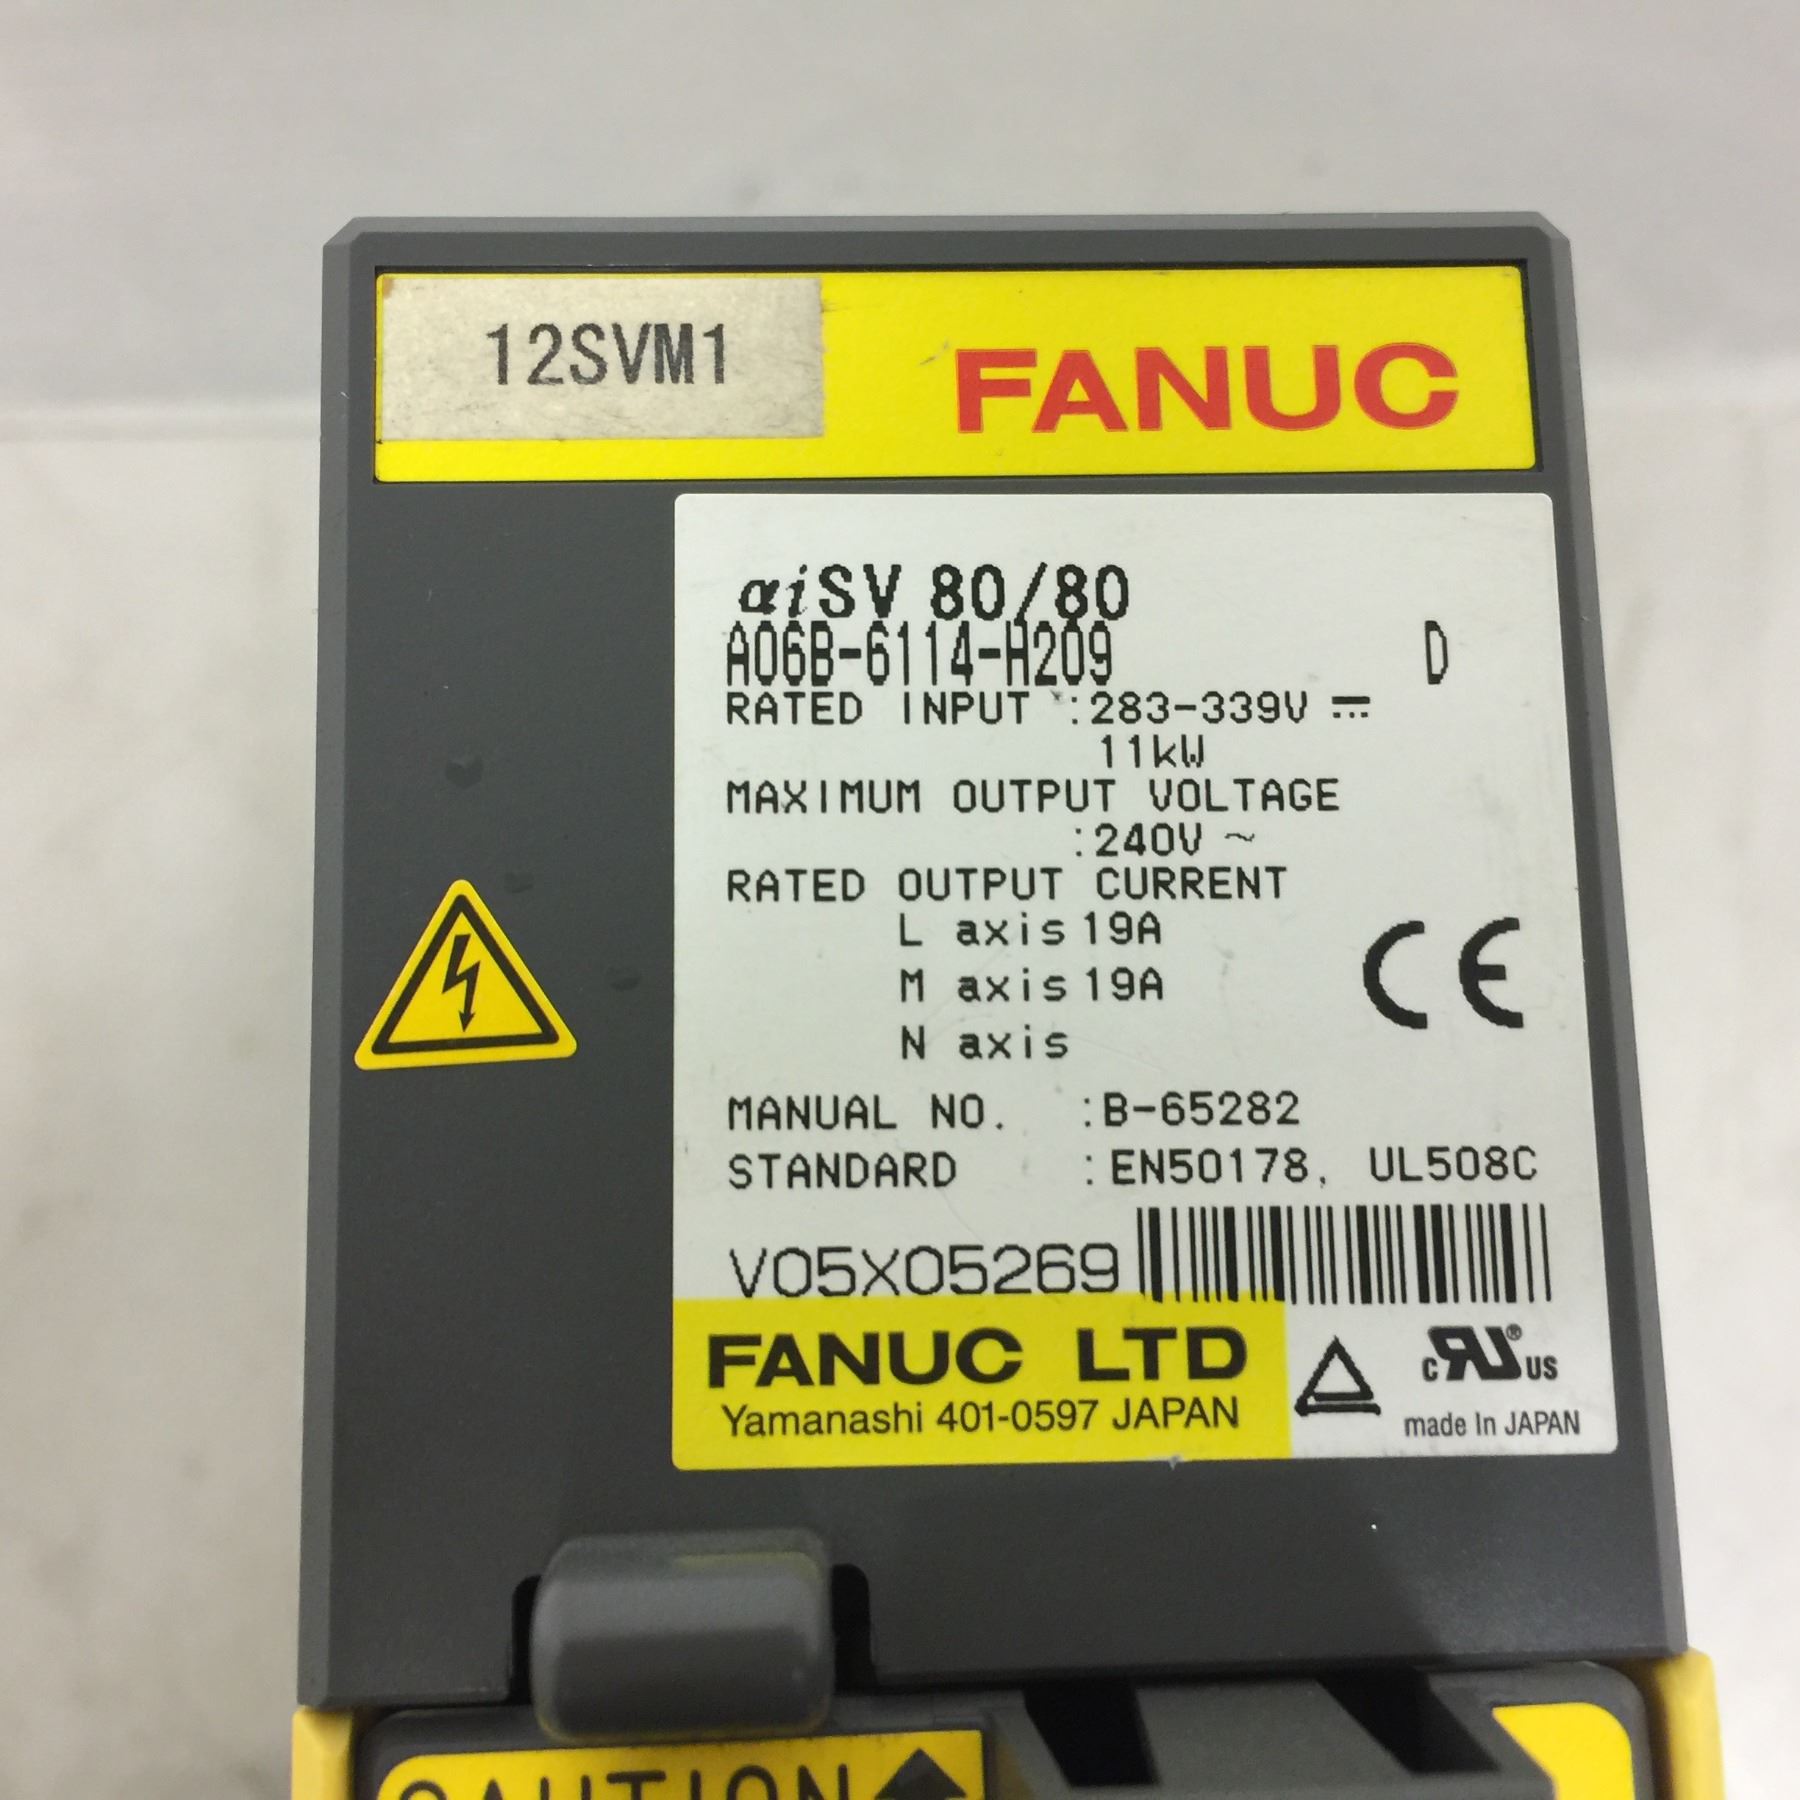 12SVM1
FANUC
αiSV 80/80
A06B-6114-H209 D
RATED INPUT :283-339V ⎓
11kW
MAXIMUM OUTPUT VOLTAGE
:240V ~
RATED OUTPUT CURRENT
L axis 19A
M axis 19A
N axis
CE
MANUAL NO. :B-65282
STANDARD :EN50178, UL508C
V05X05269
FANUC LTD
Yamanashi 401-0597 JAPAN
c RU ® US
made In JAPAN
CAUTION